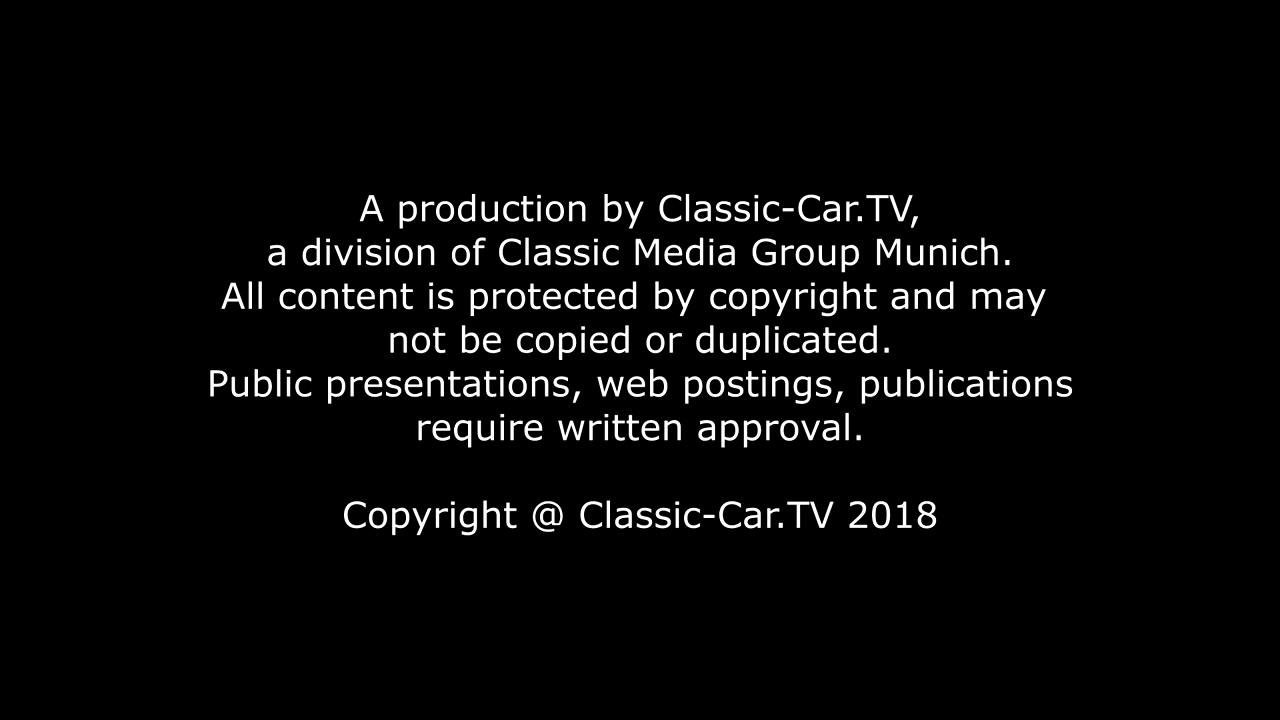 A production by Classic-Car.TV,
a division of Classic Media Group Munich.
All content is protected by copyright and may
not be copied or duplicated.
Public presentations, web postings, publications
require written approval.
Copyright @ Classic-Car.TV 2018